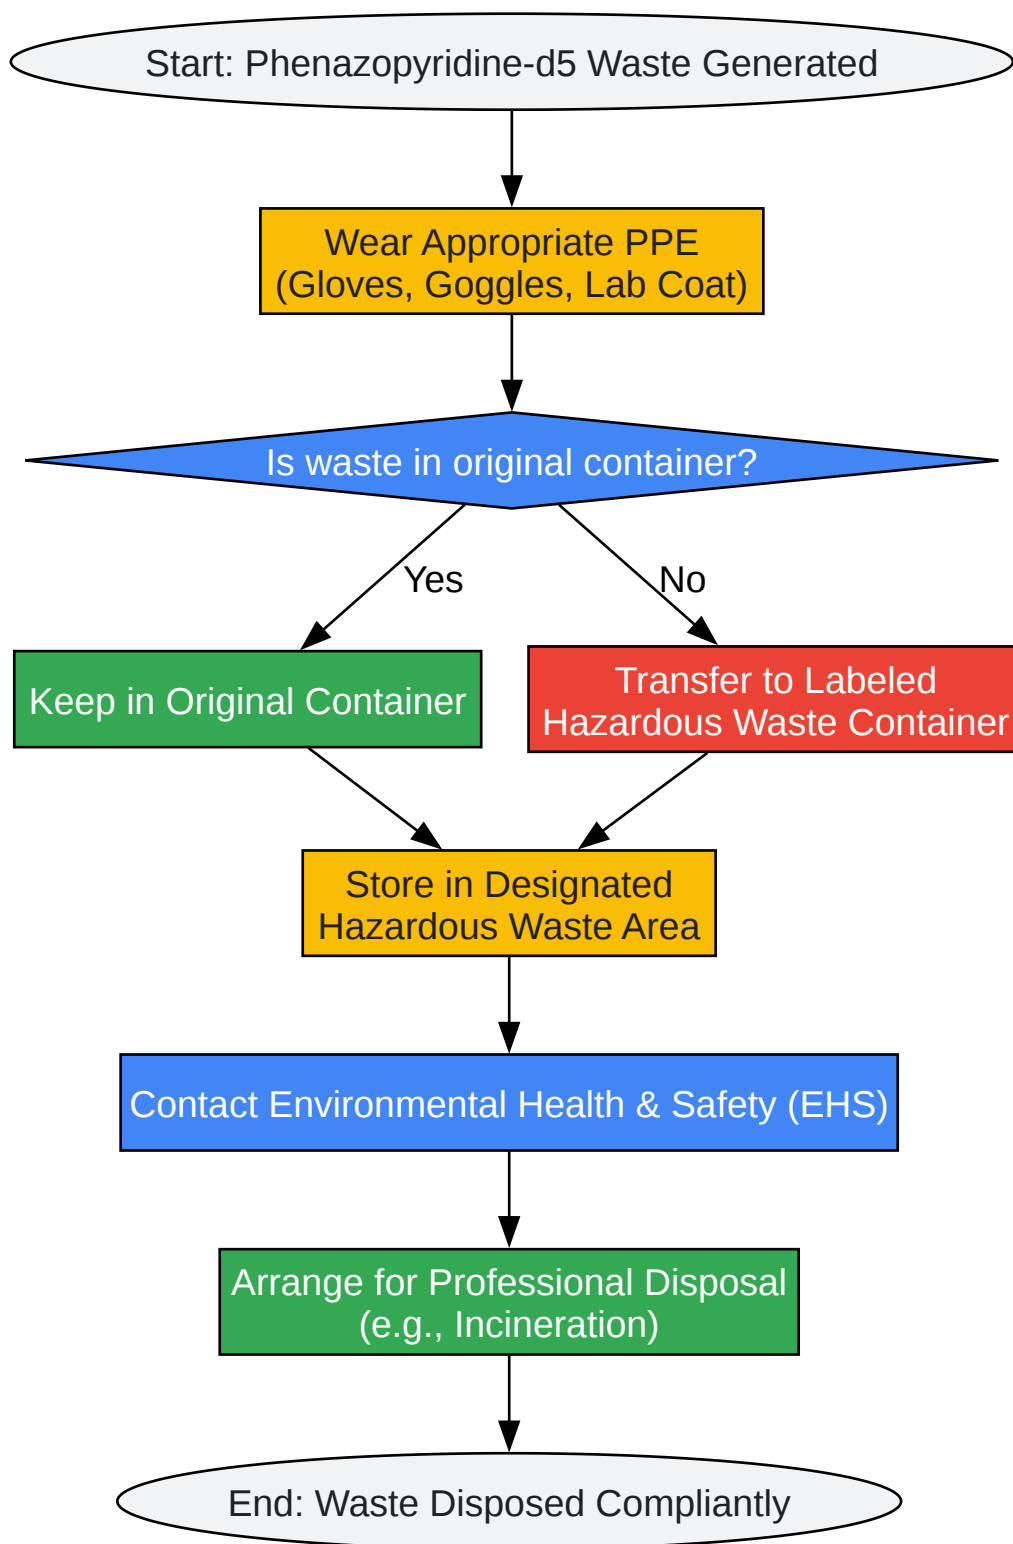 Start: Phenazopyridine-d5 Waste Generated
Wear Appropriate PPE
(Gloves, Goggles, Lab Coat)
Is waste in original container?
Yes
No
Keep in Original Container
Transfer to Labeled
Hazardous Waste Container
Store in Designated
Hazardous Waste Area
Contact Environmental Health & Safety (EHS)
Arrange for Professional Disposal
(e.g., Incineration)
End: Waste Disposed Compliantly